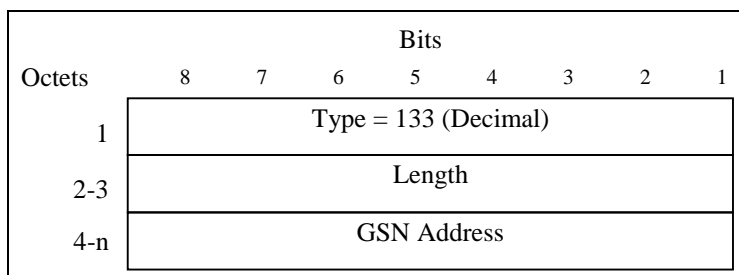 Bits
Octets 8 7 6 5 4 3 2 1
1 Type = 133 (Decimal)
2-3 Length
4-n GSN Address